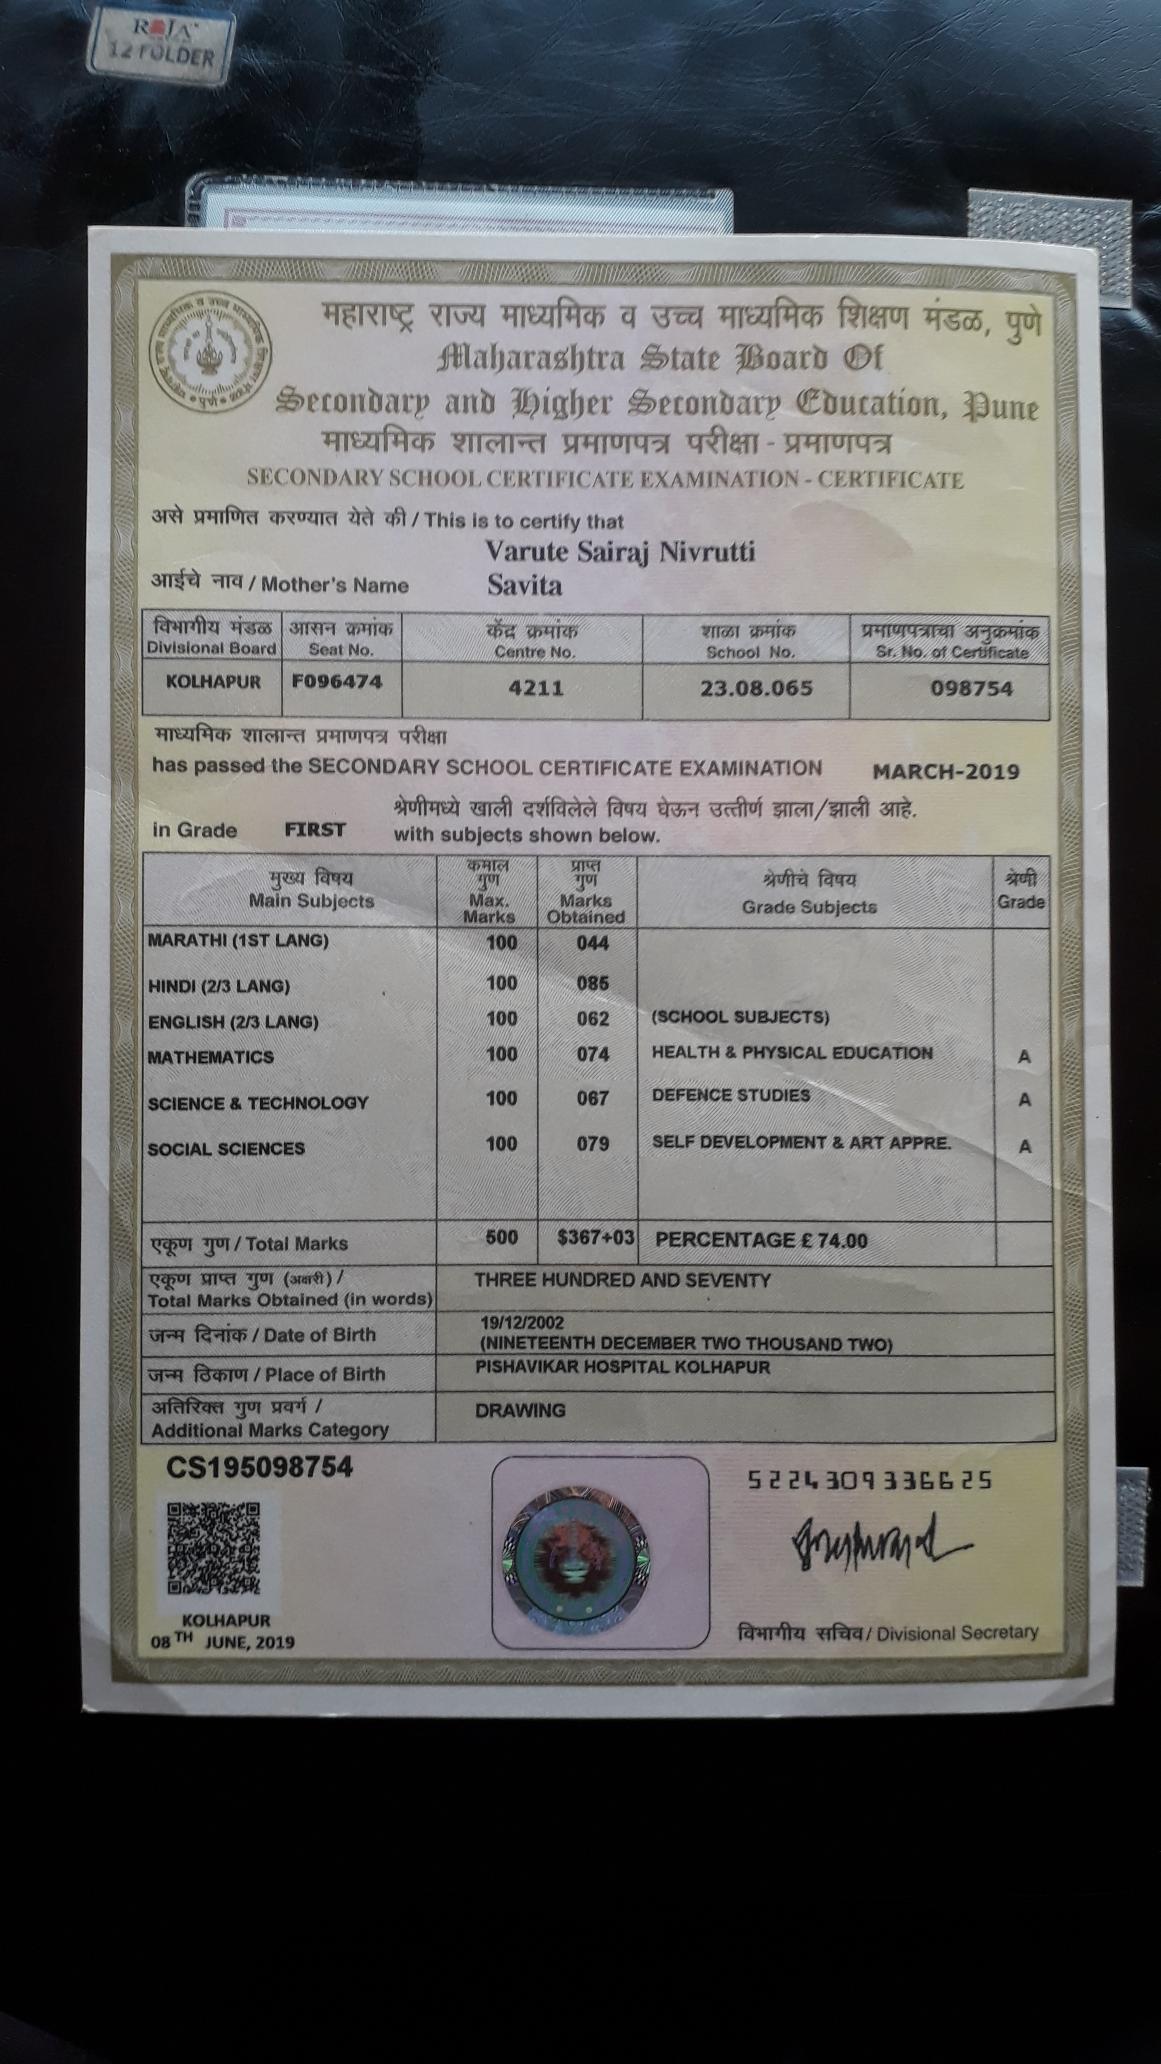 RAJA
12 FOLDER
महाराष्ट्र राज्य माध्यमिक व उच्च माध्यमिक शिक्षण मंडळ, पुणे
Maharashtra State Board Of
Secondary and Higher Secondary Education, Pune
माध्यमिक शालान्त प्रमाणपत्र परीक्षा - प्रमाणपत्र
SECONDARY SCHOOL CERTIFICATE EXAMINATION - CERTIFICATE
असे प्रमाणित करण्यात येते की / This is to certify that
Varute Sairaj Nivrutti
आईचे नाव / Mother's Name Savita
विभागीय मंडळ आसन क्रमांक केंद्र क्रमांक शाळा क्रमांक प्रमाणपत्राचा अनुक्रमांक
Divisional Board Seat No. Centre No. School No. Sr. No. of Certificate
KOLHAPUR F096474 4211 23.08.065 098754
माध्यमिक शालान्त प्रमाणपत्र परीक्षा
has passed the SECONDARY SCHOOL CERTIFICATE EXAMINATION MARCH-2019
श्रेणीमध्ये खाली दर्शविलेले विषय घेऊन उत्तीर्ण झाला/झाली आहे.
in Grade FIRST with subjects shown below.
मुख्य विषय कमाल गुण प्राप्त गुण श्रेणीचे विषय श्रेणी
Main Subjects Max. Marks Marks Obtained Grade Subjects Grade
MARATHI (1ST LANG) 100 044
HINDI (2/3 LANG) 100 085
ENGLISH (2/3 LANG) 100 062 (SCHOOL SUBJECTS)
MATHEMATICS 100 074 HEALTH & PHYSICAL EDUCATION A
SCIENCE & TECHNOLOGY 100 067 DEFENCE STUDIES A
SOCIAL SCIENCES 100 079 SELF DEVELOPMENT & ART APPRE. A
एकूण गुण / Total Marks 500 $367+03 PERCENTAGE £ 74.00
एकूण प्राप्त गुण (अक्षरी) /
Total Marks Obtained (in words) THREE HUNDRED AND SEVENTY
जन्म दिनांक / Date of Birth 19/12/2002
(NINETEENTH DECEMBER TWO THOUSAND TWO)
जन्म ठिकाण / Place of Birth PISHAVIKAR HOSPITAL KOLHAPUR
अतिरिक्त गुण प्रवर्ग /
Additional Marks Category DRAWING
CS195098754
5224309336625
KOLHAPUR
08 TH JUNE, 2019
विभागीय सचिव / Divisional Secretary